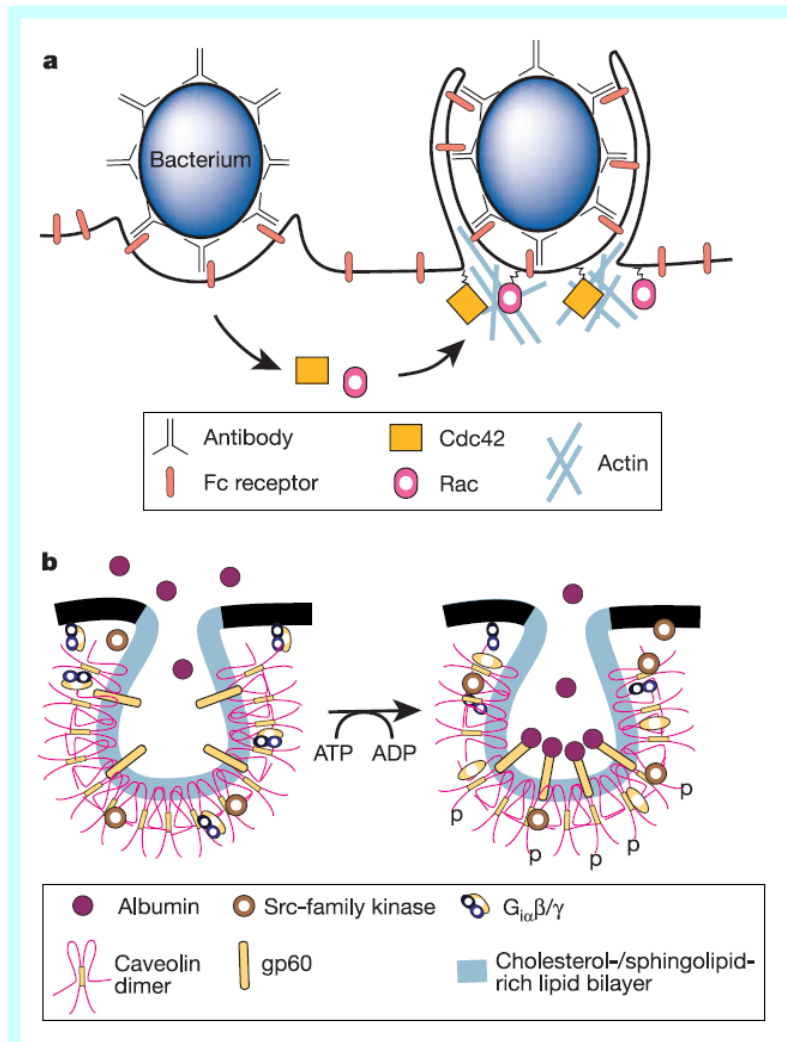 a
Bacterium
Antibody
Cdc42
Actin
Fc receptor
Rac
b
ATP ADP
p
p
p
p
p
Albumin
Src-family kinase
Giαβ/γ
Caveolin
dimer
gp60
Cholesterol-/sphingolipid-
rich lipid bilayer